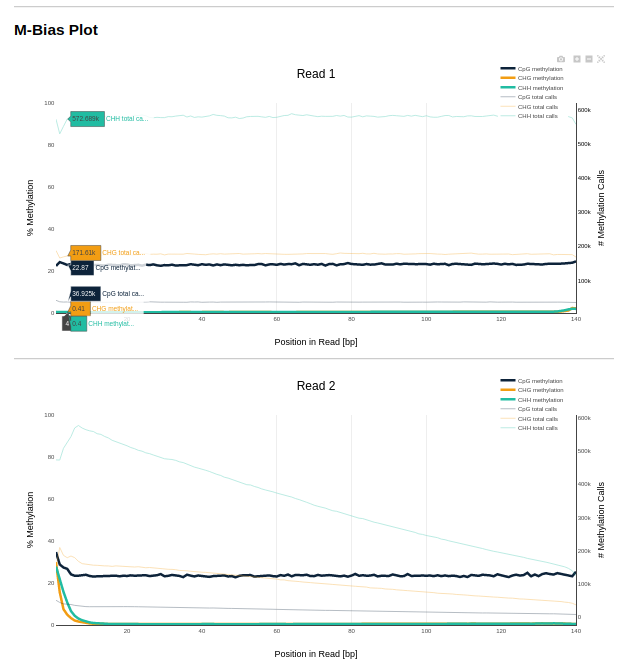 M-Bias Plot
Read 1
CpG methylation
CHG methylation
CHH methylation
CpG total calls
CHG total calls
CHH total calls
100
80
60
40
20
0
% Methylation
600k
500k
400k
300k
200k
100k
# Methylation Calls
572.689k CHH total ca...
171.61k CHG total ca...
22.87 CpG methylat...
36.925k CpG total ca...
0.41 CHG methylat...
4 0.4 CHH methylat...
20 40 60 80 100 120 140
Position in Read [bp]
Read 2
CpG methylation
CHG methylation
CHH methylation
CpG total calls
CHG total calls
CHH total calls
100
80
60
40
20
0
% Methylation
600k
500k
400k
300k
200k
100k
0
# Methylation Calls
20 40 60 80 100 120 140
Position in Read [bp]